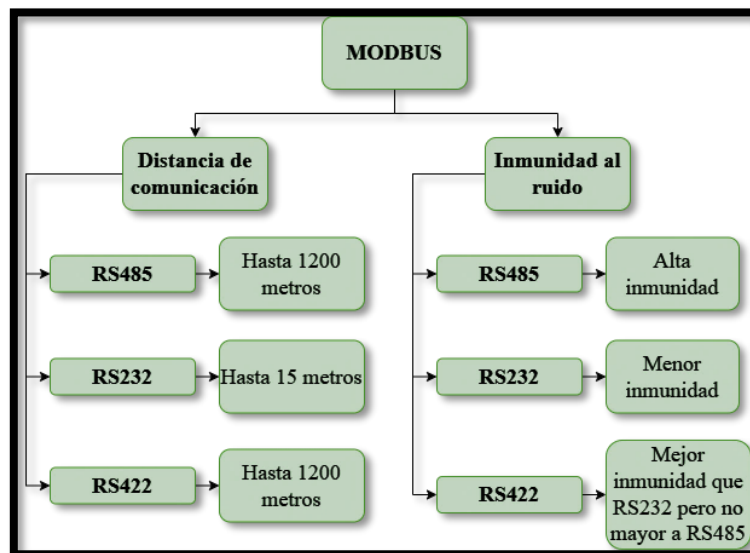 MODBUS
Distancia de
comunicación
RS485
Hasta 1200
metros
RS232
Hasta 15 metros
RS422
Hasta 1200
metros
Inmunidad al
ruido
RS485
Alta
inmunidad
RS232
Menor
inmunidad
RS422
Mejor
inmunidad que
RS232 pero no
mayor a RS485